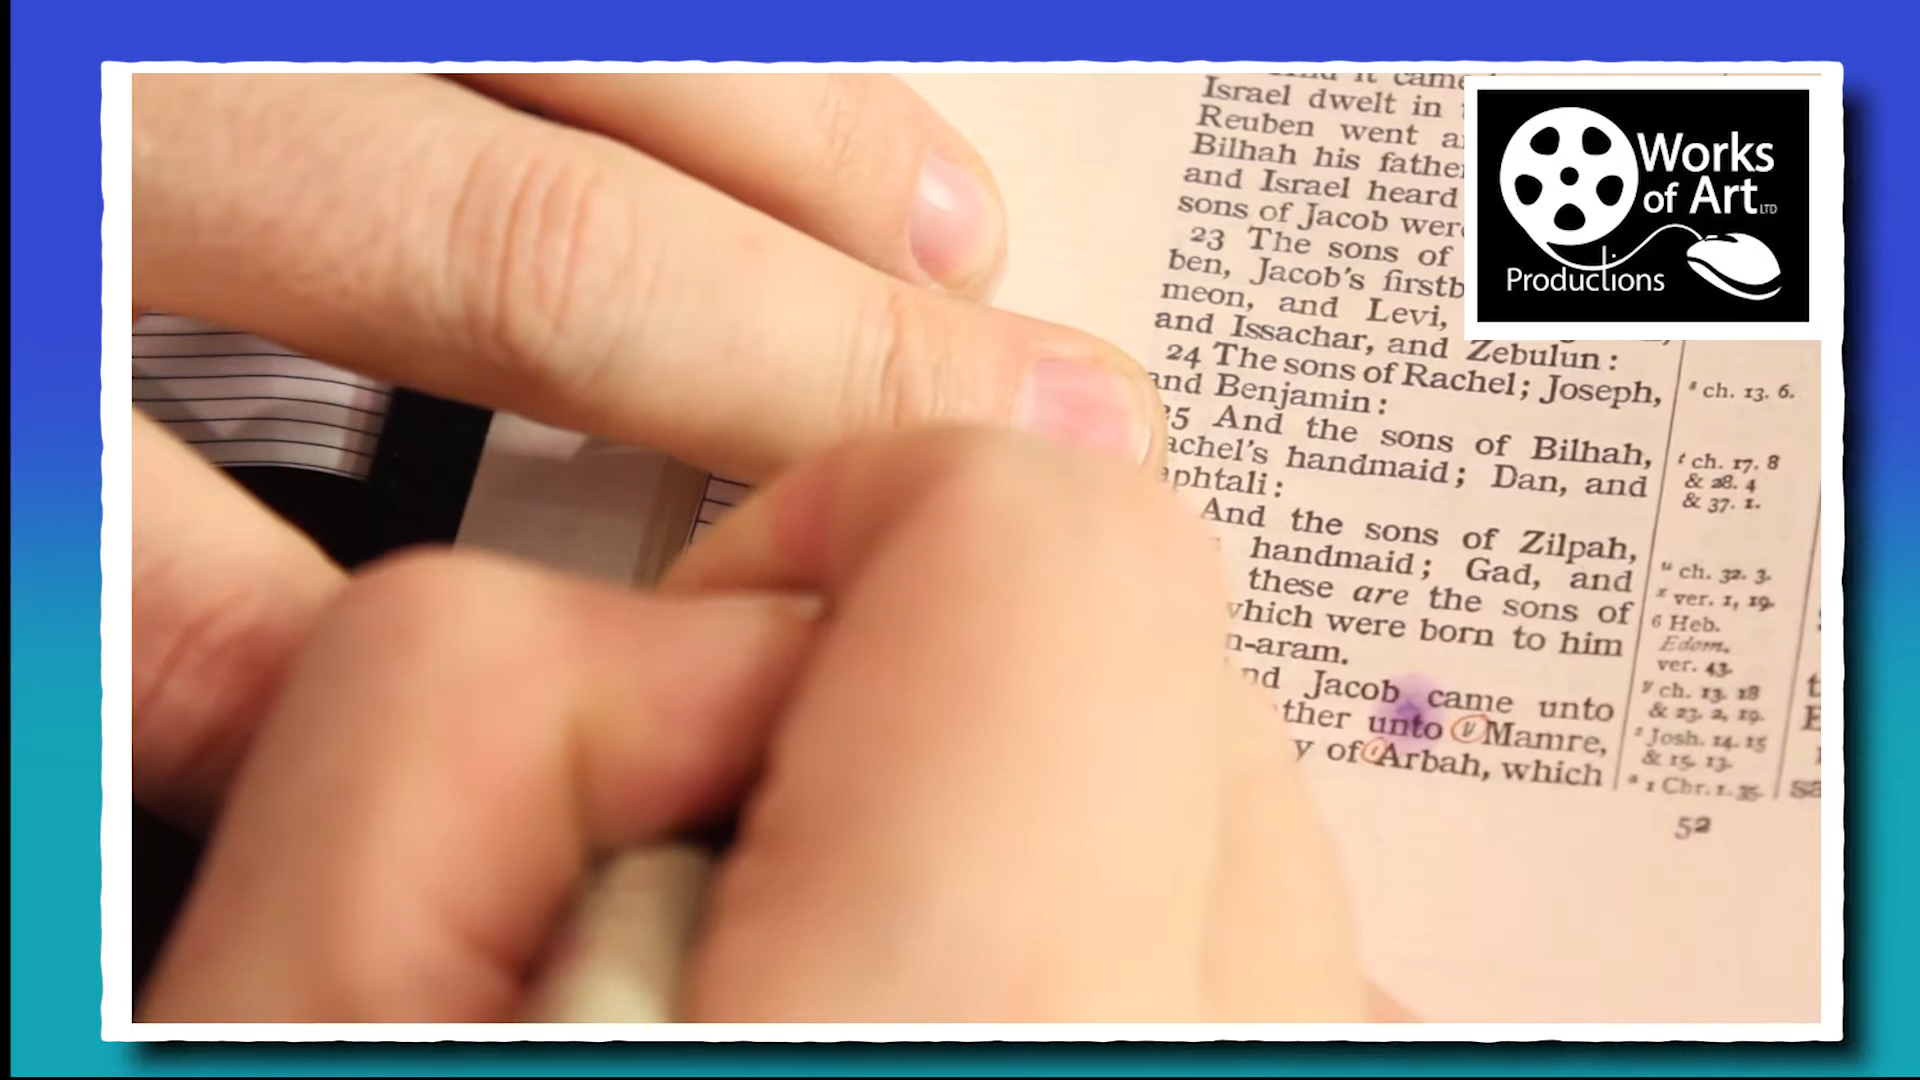 it came
Israel dwelt in
Reuben went
Bilhah his father
and Israel heard
sons of Jacob were
23 The sons of
ben, Jacob's firstb
meon, and Levi,
and Issachar, and Zebulun:
24 The sons of Rachel; Joseph,
and Benjamin:
25 And the sons of Bilhah,
achel's handmaid; Dan, and
aphtali:
And the sons of Zilpah,
handmaid; Gad, and
these are the sons of
which were born to him
n-aram.
nd Jacob came unto
ther unto y Mamre,
y of Arbah, which
52
s ch. 13. 6.
t ch. 17. 8
& 28. 4
& 37. 1.
u ch. 32. 3.
x ver. 1, 19.
6 Heb.
Edom.
ver. 43.
y ch. 13. 18
& 23. 2, 19.
z Josh. 14. 15
& 15. 13.
a 1 Chr. 1. 35.
Works
of Art LTD
Productions